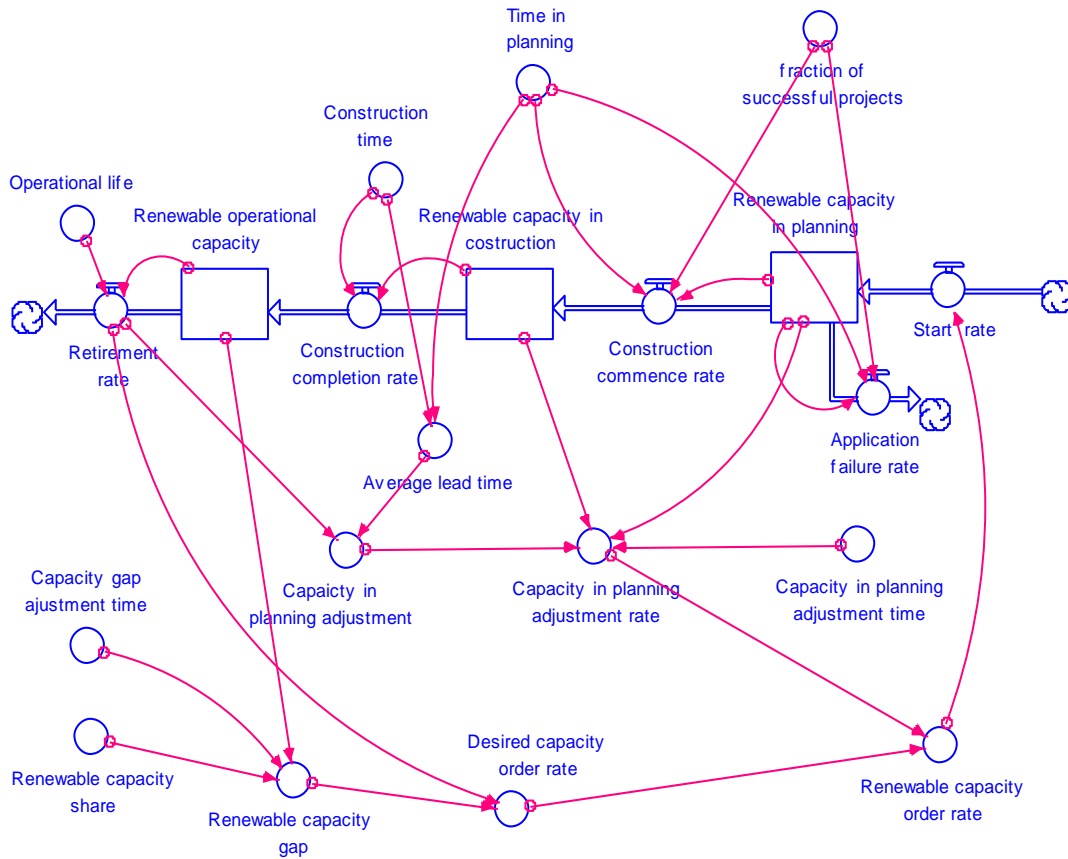 Time in
planning
fraction of
successful projects
Construction
time
Operational life
Renewable operational
capacity
Renewable capacity in
costruction
Renewable capacity
in planning
Retirement
rate
Construction
completion rate
Construction
commence rate
Start rate
Application
failure rate
Average lead time
Capaicty in
planning adjustment
Capacity in planning
adjustment rate
Capacity in planning
adjustment time
Capacity gap
ajustment time
Renewable capacity
share
Renewable capacity
gap
Desired capacity
order rate
Renewable capacity
order rate